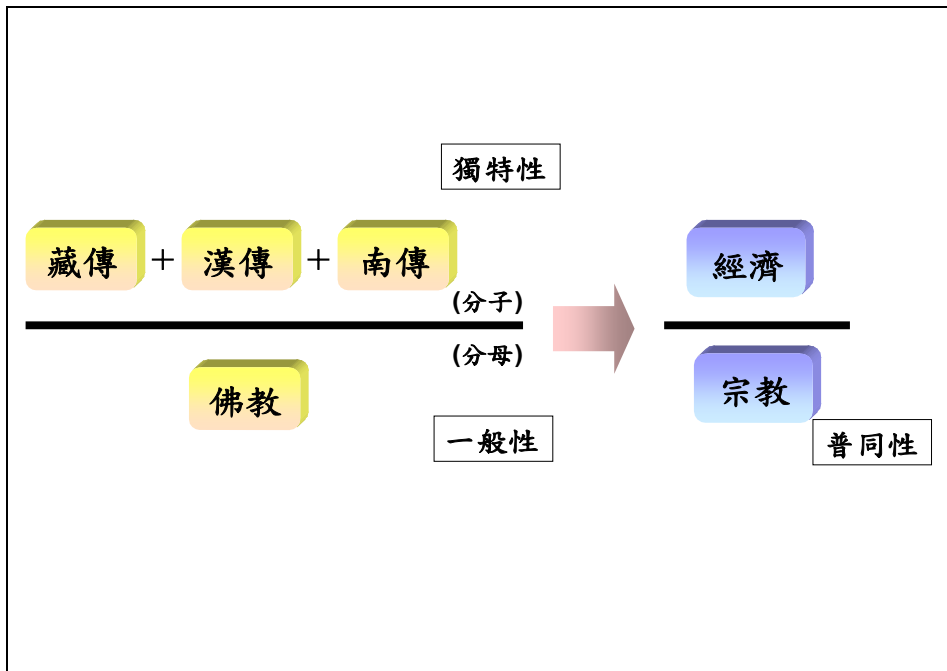 獨特性
藏傳 + 漢傳 + 南傳
(分子)
(分母)
佛教
一般性
經濟
宗教
普同性